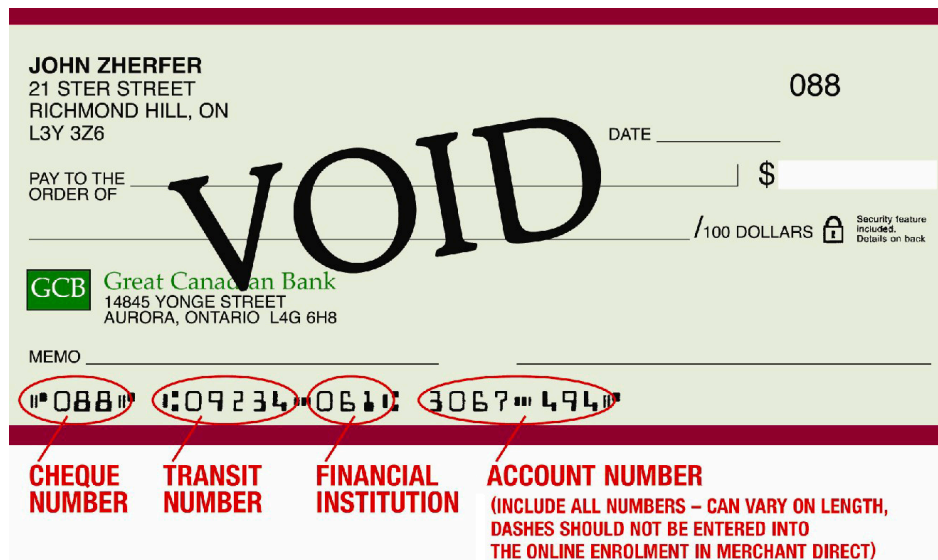 JOHN ZHERFER
21 STER STREET
RICHMOND HILL, ON
L3Y 3Z6
088
DATE
PAY TO THE
ORDER OF
$
VOID
/100 DOLLARS
Security feature
included.
Details on back
GCB Great Canadian Bank
14845 YONGE STREET
AURORA, ONTARIO L4G 6H8
MEMO
⑈088⑈ ⑆09234⑉061⑆ 3067⑉494⑈
CHEQUE
NUMBER
TRANSIT
NUMBER
FINANCIAL
INSTITUTION
ACCOUNT NUMBER
(INCLUDE ALL NUMBERS – CAN VARY ON LENGTH,
DASHES SHOULD NOT BE ENTERED INTO
THE ONLINE ENROLMENT IN MERCHANT DIRECT)